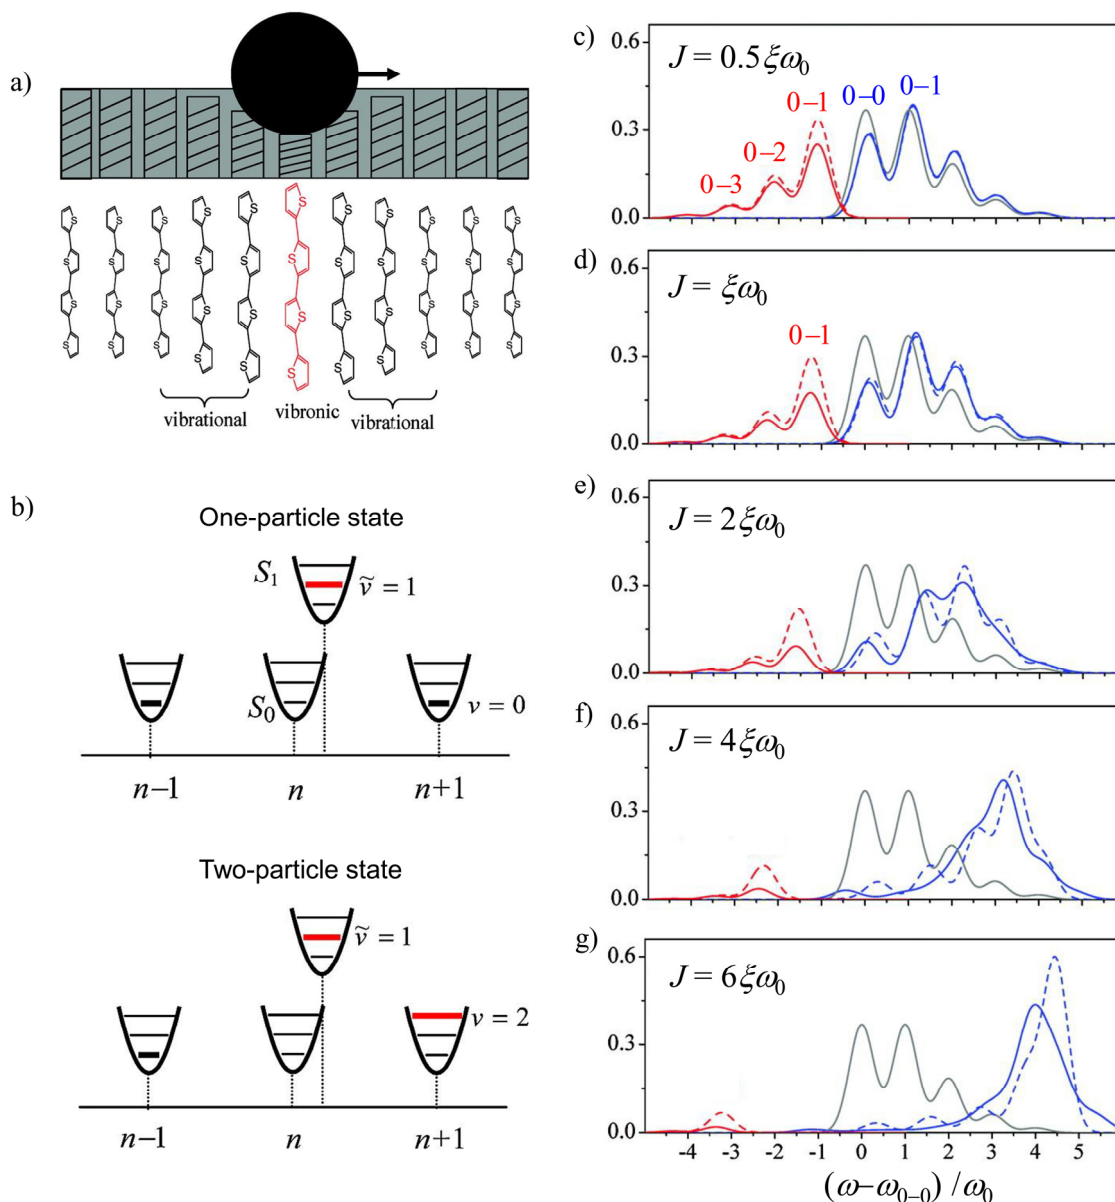 a)
S
vibrational
vibronic
vibrational
b)
One-particle state
S₁
ṽ = 1
S₀
v = 0
n−1
n
n+1
Two-particle state
ṽ = 1
v = 2
n−1
n
n+1
c)
J = 0.5ξω₀
0.6
0.3
0.0
0–3
0–2
0–1
0–0
0–1
d)
J = ξω₀
0.6
0.3
0.0
0–1
e)
J = 2ξω₀
0.6
0.3
0.0
f)
J = 4ξω₀
0.6
0.3
0.0
g)
J = 6ξω₀
0.6
0.3
0.0
-4 -3 -2 -1 0 1 2 3 4 5
(ω−ω₀₋₀) / ω₀